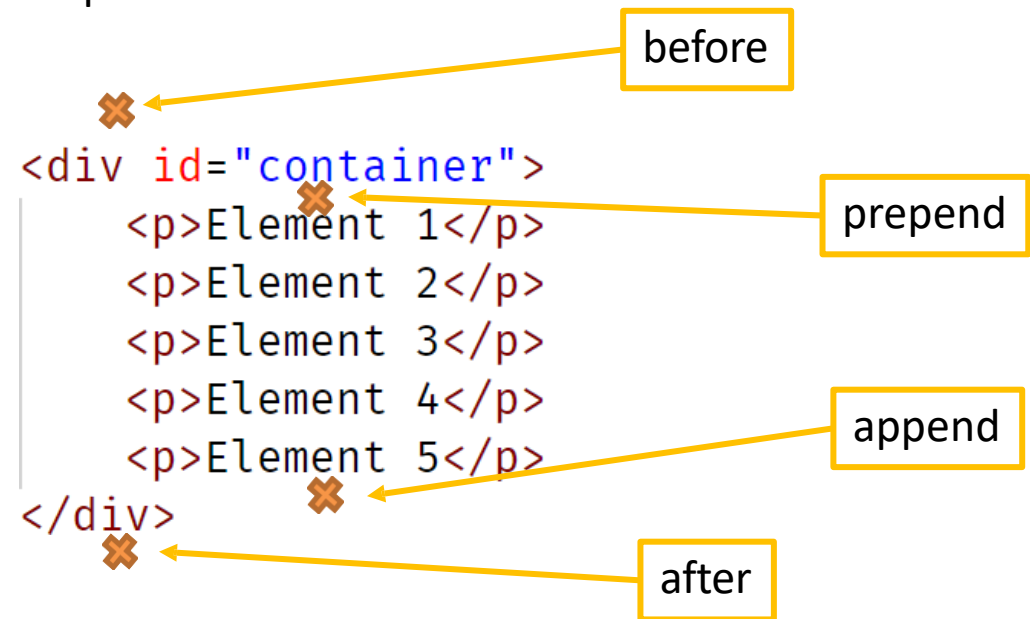 before
<div id="container">
prepend
<p>Element 1</p>
<p>Element 2</p>
<p>Element 3</p>
<p>Element 4</p>
append
<p>Element 5</p>
</div>
after